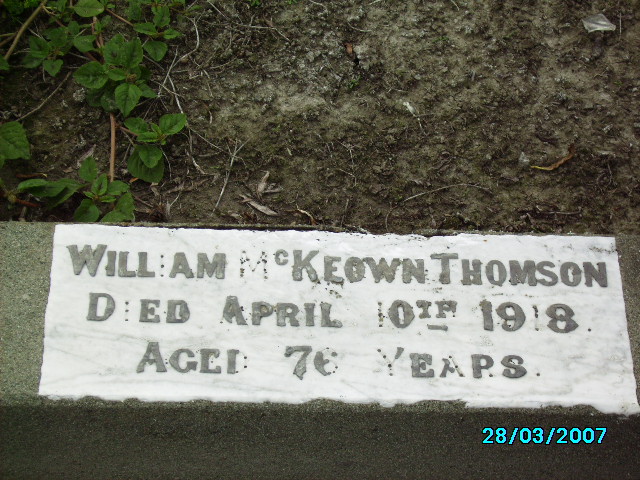 WILLIAM McKEOWN THOMSON
DIED APRIL 10TH 1918.
AGED 76 YEARS.
28/03/2007